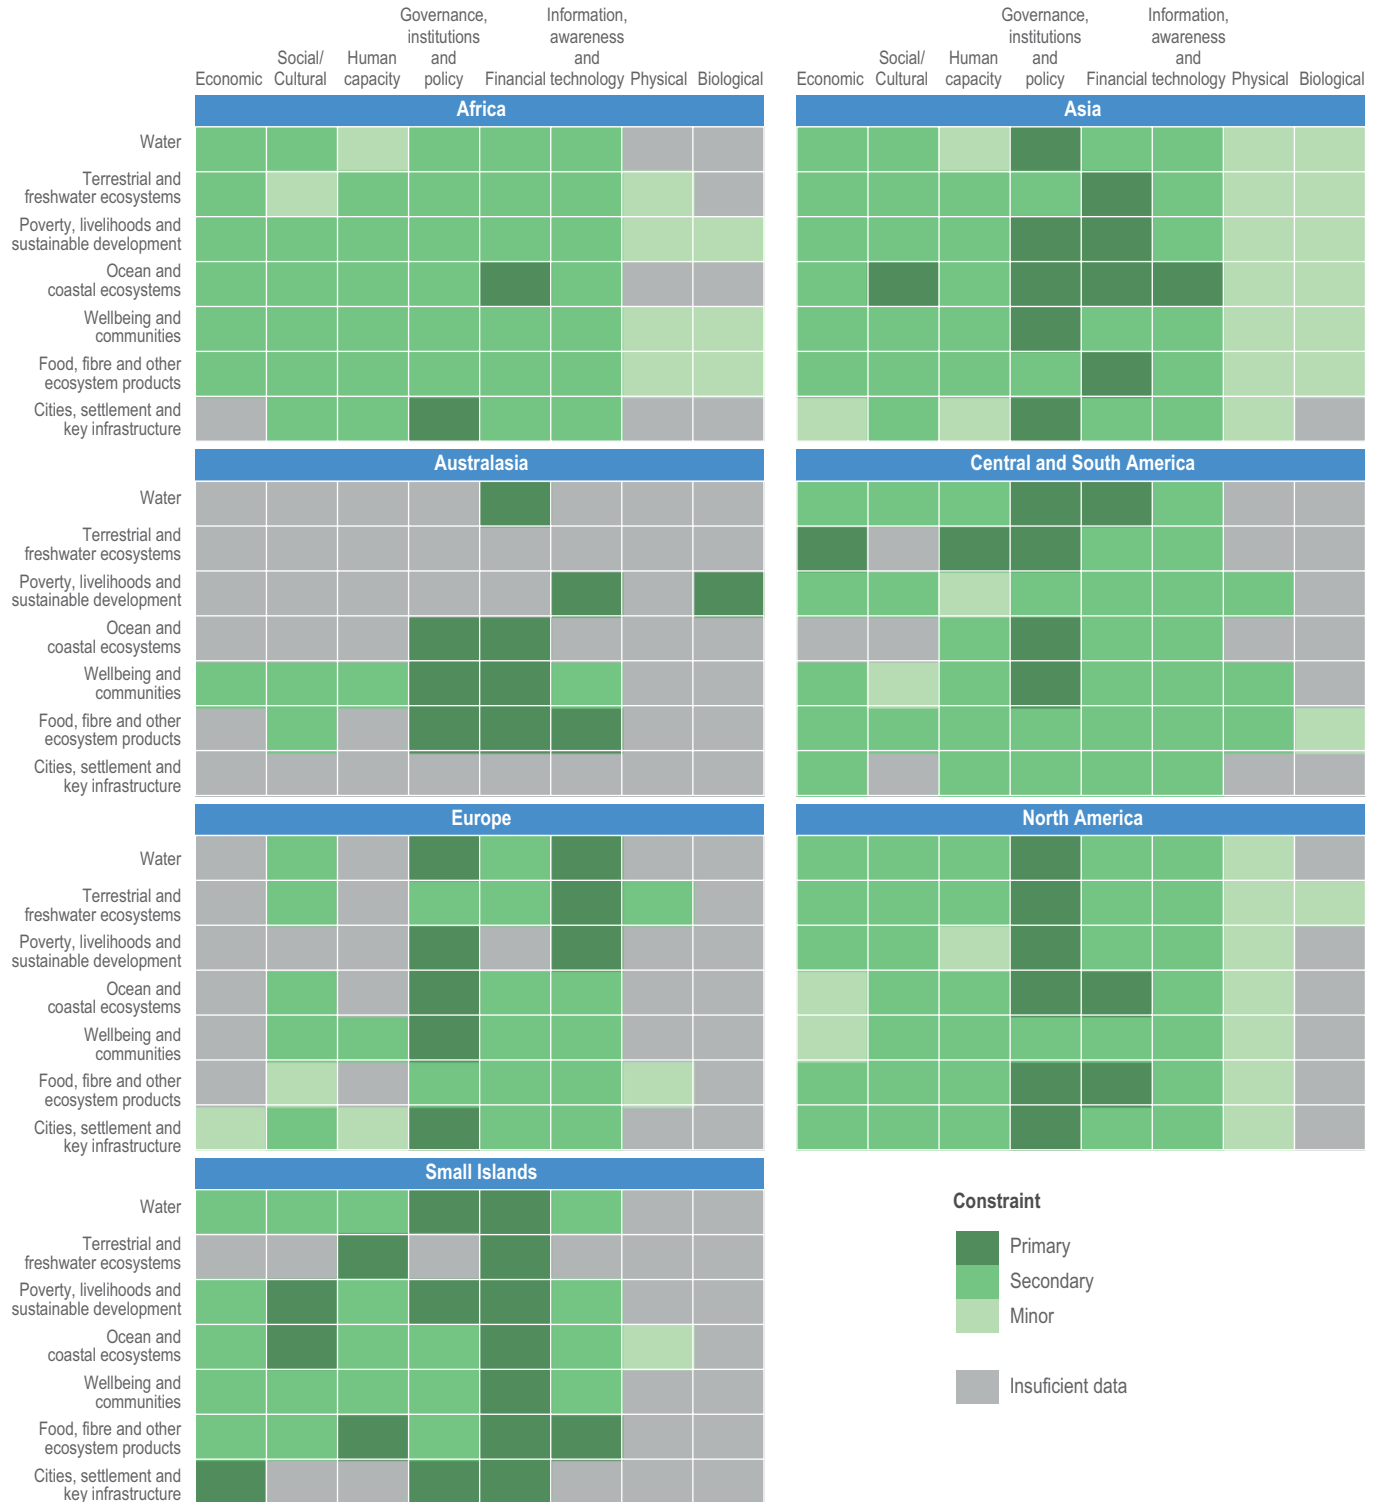 Governance,
institutions
and
policy
Information,
awareness
and
technology
Social/
Cultural
Human
capacity
Economic
Financial
Physical
Biological
Governance,
institutions
and
policy
Information,
awareness
and
technology
Social/
Cultural
Human
capacity
Economic
Financial
Physical
Biological
Africa
Asia
Water
Terrestrial and
freshwater ecosystems
Poverty, livelihoods and
sustainable development
Ocean and
coastal ecosystems
Wellbeing and
communities
Food, fibre and other
ecosystem products
Cities, settlement and
key infrastructure
Australasia
Central and South America
Water
Terrestrial and
freshwater ecosystems
Poverty, livelihoods and
sustainable development
Ocean and
coastal ecosystems
Wellbeing and
communities
Food, fibre and other
ecosystem products
Cities, settlement and
key infrastructure
Europe
North America
Water
Terrestrial and
freshwater ecosystems
Poverty, livelihoods and
sustainable development
Ocean and
coastal ecosystems
Wellbeing and
communities
Food, fibre and other
ecosystem products
Cities, settlement and
key infrastructure
Small Islands
Water
Terrestrial and
freshwater ecosystems
Poverty, livelihoods and
sustainable development
Ocean and
coastal ecosystems
Wellbeing and
communities
Food, fibre and other
ecosystem products
Cities, settlement and
key infrastructure
Constraint
Primary
Secondary
Minor
Insuficient data